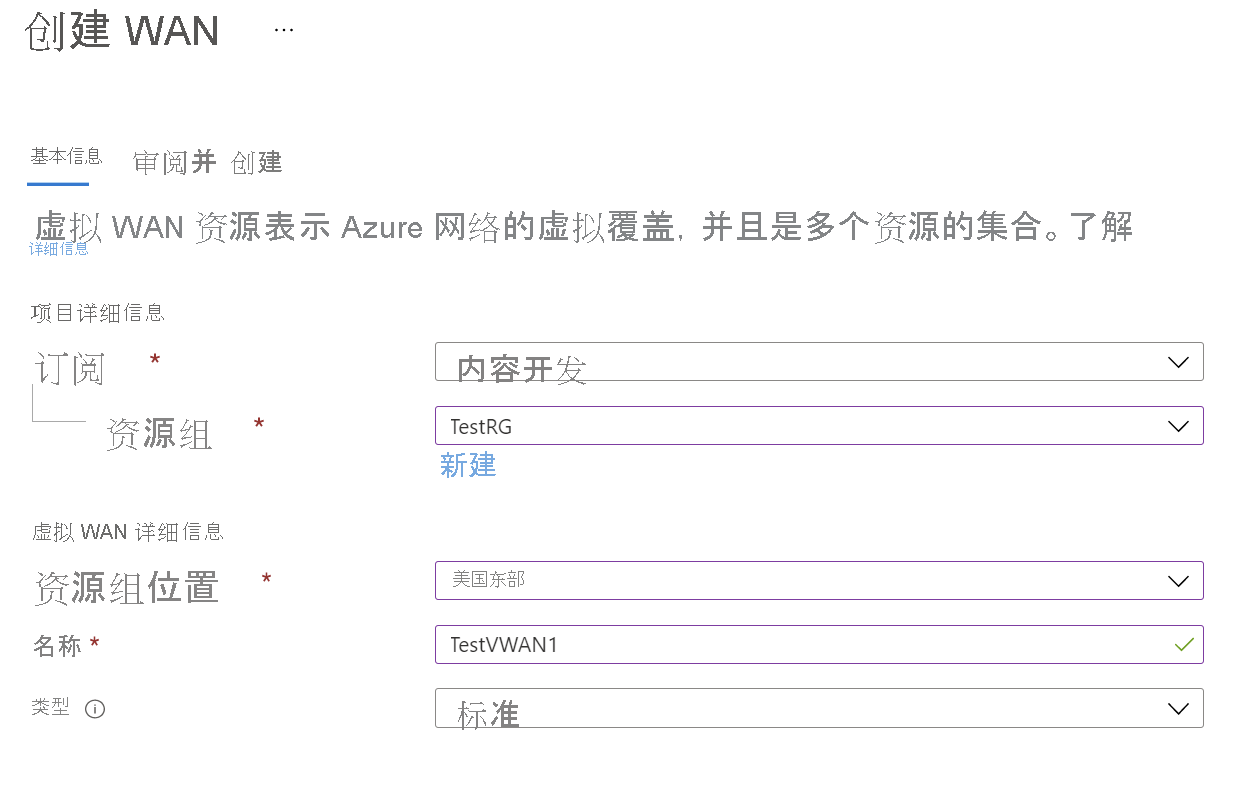 创建 WAN ...
基本信息 审阅并 创建
虚拟 WAN 资源表示 Azure 网络的虚拟覆盖，并且是多个资源的集合。了解
详细信息
项目详细信息
订阅 * 内容开发
资源组 * TestRG
新建
虚拟 WAN 详细信息
资源组位置 * 美国东部
名称 * TestVWAN1
类型 标准